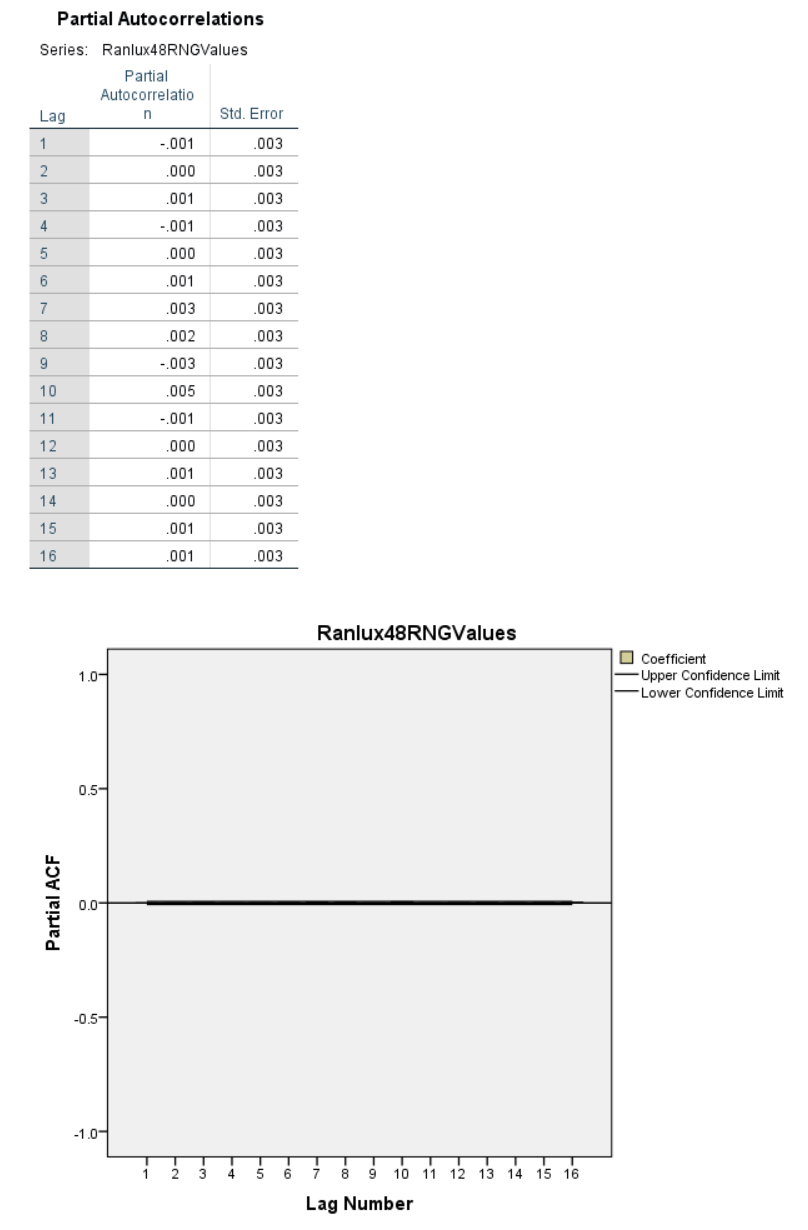 Partial Autocorrelations
Series: Ranlux48RNGValues
Lag Partial Autocorrelatio n Std. Error
1 -.001 .003
2 .000 .003
3 .001 .003
4 -.001 .003
5 .000 .003
6 .001 .003
7 .003 .003
8 .002 .003
9 -.003 .003
10 .005 .003
11 -.001 .003
12 .000 .003
13 .001 .003
14 .000 .003
15 .001 .003
16 .001 .003
Ranlux48RNGValues
Coefficient
Upper Confidence Limit
Lower Confidence Limit
1.0
0.5
0.0
-0.5
-1.0
Partial ACF
1 2 3 4 5 6 7 8 9 10 11 12 13 14 15 16
Lag Number